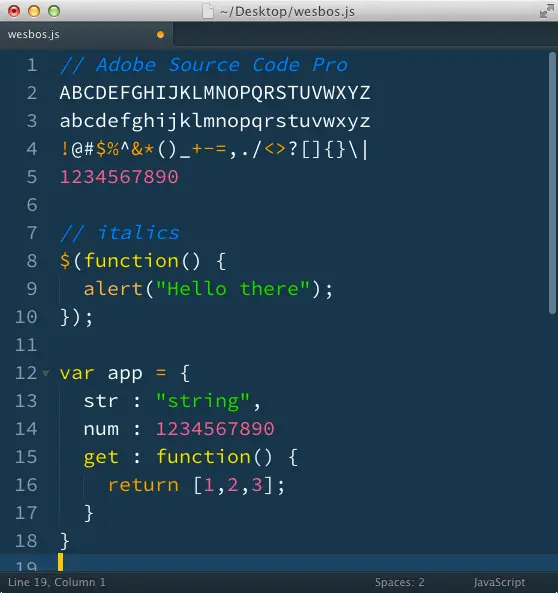 ~/Desktop/wesbos.js
wesbos.js
1 // Adobe Source Code Pro
2 ABCDEFGHIJKLMNOPQRSTUVWXYZ
3 abcdefghijklmnopqrstuvwxyz
4 !@#$%^&*()_+-=,./<>?[]{}\|
5 1234567890
6
7 // italics
8 $(function() {
9   alert("Hello there");
10 });
11
12 var app = {
13   str : "string",
14   num : 1234567890
15   get : function() {
16     return [1,2,3];
17   }
18 }
19
Line 19, Column 1 Spaces: 2 JavaScript